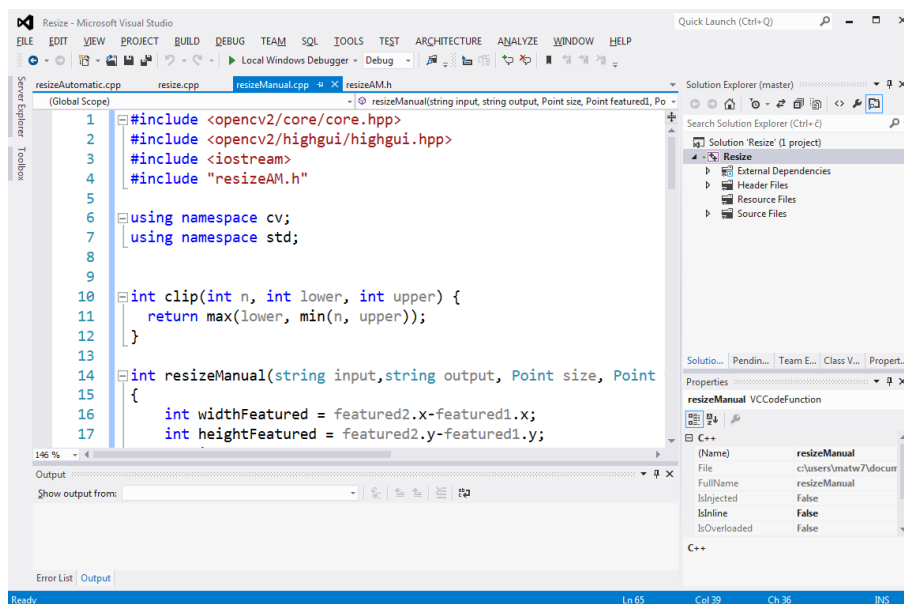 Resize - Microsoft Visual Studio
Quick Launch (Ctrl+Q)
FILE EDIT VIEW PROJECT BUILD DEBUG TEAM SQL TOOLS TEST ARCHITECTURE ANALYZE WINDOW HELP
Local Windows Debugger Debug
Server Explorer
Toolbox
resizeAutomatic.cpp resize.cpp resizeManual.cpp resizeAM.h
(Global Scope) resizeManual(string input, string output, Point size, Point featured1, Po
1 #include <opencv2/core/core.hpp>
2 #include <opencv2/highgui/highgui.hpp>
3 #include <iostream>
4 #include "resizeAM.h"
5
6 using namespace cv;
7 using namespace std;
8
9
10 int clip(int n, int lower, int upper) {
11 return max(lower, min(n, upper));
12 }
13
14 int resizeManual(string input,string output, Point size, Point
15 {
16 int widthFeatured = featured2.x-featured1.x;
17 int heightFeatured = featured2.y-featured1.y;
146 %
Output
Show output from:
Error List Output
Solution Explorer (master)
Search Solution Explorer (Ctrl+č)
Solution 'Resize' (1 project)
Resize
External Dependencies
Header Files
Resource Files
Source Files
Solutio... Pendin... Team E... Class V... Propert...
Properties
resizeManual VCCodeFunction
C++
(Name) resizeManual
File c:\users\matw7\docum
FullName resizeManual
IsInjected False
IsInline False
IsOverloaded False
C++
Ready Ln 65 Col 39 Ch 36 INS